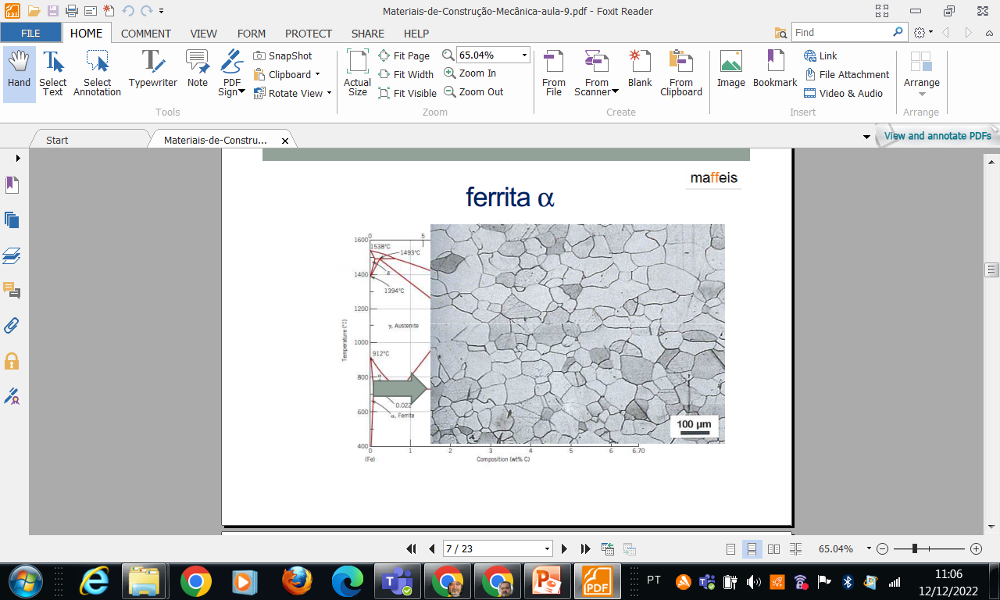 Materiais-de-Construção-Mecânica-aula-9.pdf - Foxit Reader
FILE HOME COMMENT VIEW FORM PROTECT SHARE HELP Find
Hand
Select Text
Select Annotation
Typewriter
Note
PDF Sign
SnapShot
Clipboard
Rotate View
Tools
Actual Size
Fit Page
Fit Width
Fit Visible
65.04%
Zoom In
Zoom Out
Zoom
From File
From Scanner
Blank
From Clipboard
Create
Image
Bookmark
Link
File Attachment
Video & Audio
Insert
Arrange
Arrange
Start
Materiais-de-Constru...
View and annotate PDFs
maffeis
ferrita α
0 5
1600
1538°C
1493°C
δ
1400
1394°C
1200
γ, Austenite
Temperature (°C)
1000
912°C
800
0.022
600
α, Ferrite
400
0 1 2 3 4 5 6 6.70
(Fe)
Composition (wt% C)
100 µm
7 / 23
65.04%
PDF
PT
11:06
12/12/2022